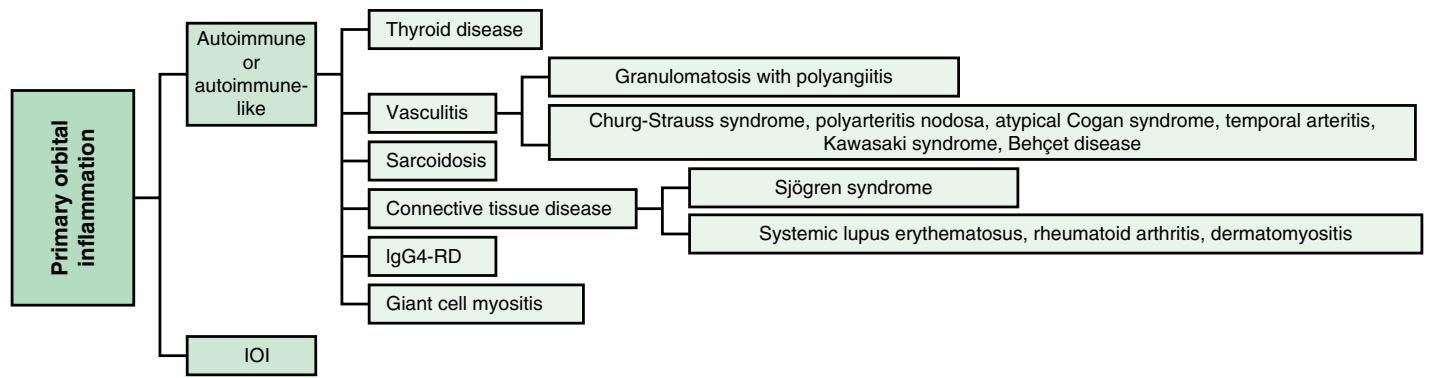 Primary orbital
inflammation
Autoimmune
or
autoimmune-
like
Thyroid disease
Vasculitis
Granulomatosis with polyangiitis
Churg-Strauss syndrome, polyarteritis nodosa, atypical Cogan syndrome, temporal arteritis,
Kawasaki syndrome, Behçet disease
Sarcoidosis
Connective tissue disease
Sjögren syndrome
Systemic lupus erythematosus, rheumatoid arthritis, dermatomyositis
IgG4-RD
Giant cell myositis
IOI